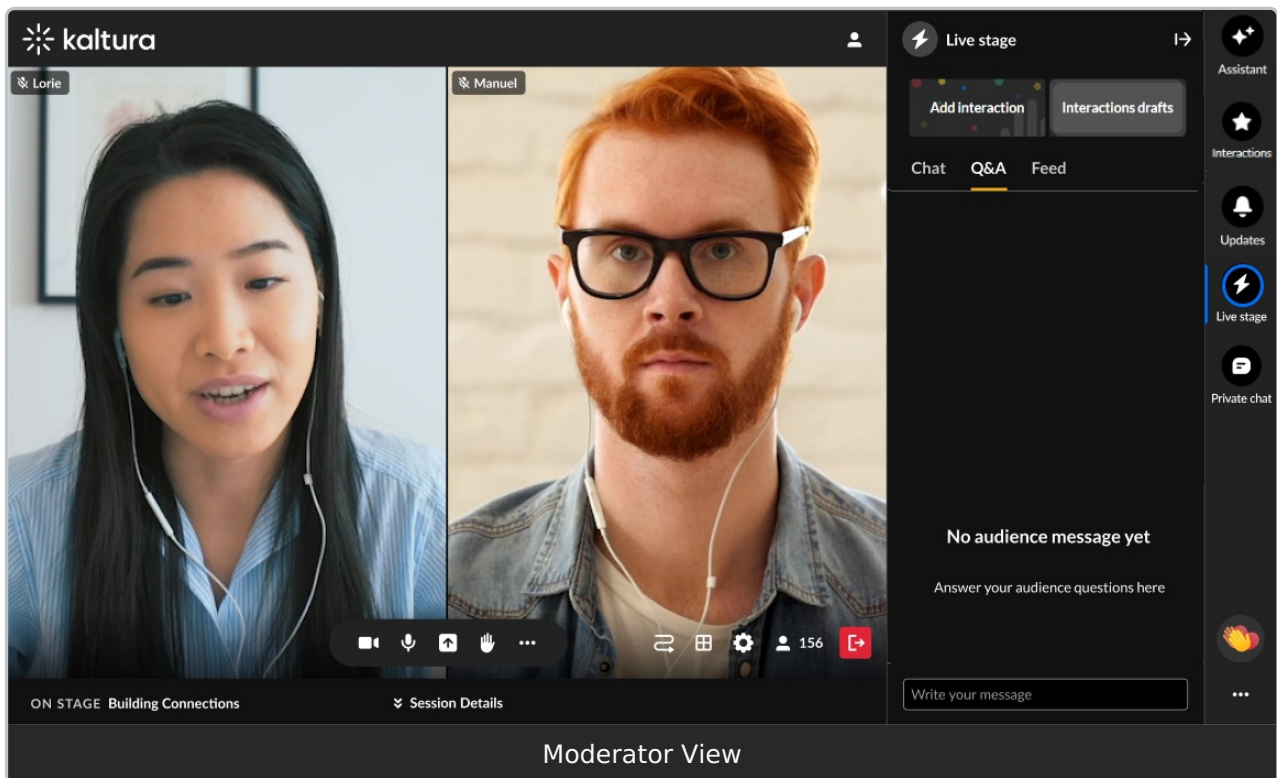 kaltura
Lorie
Manuel
ON STAGE Building Connections
Session Details
156
Live stage
Add interaction
Interactions drafts
Chat Q&A Feed
No audience message yet
Answer your audience questions here
Write your message
Assistant
Interactions
Updates
Live stage
Private chat
Moderator View